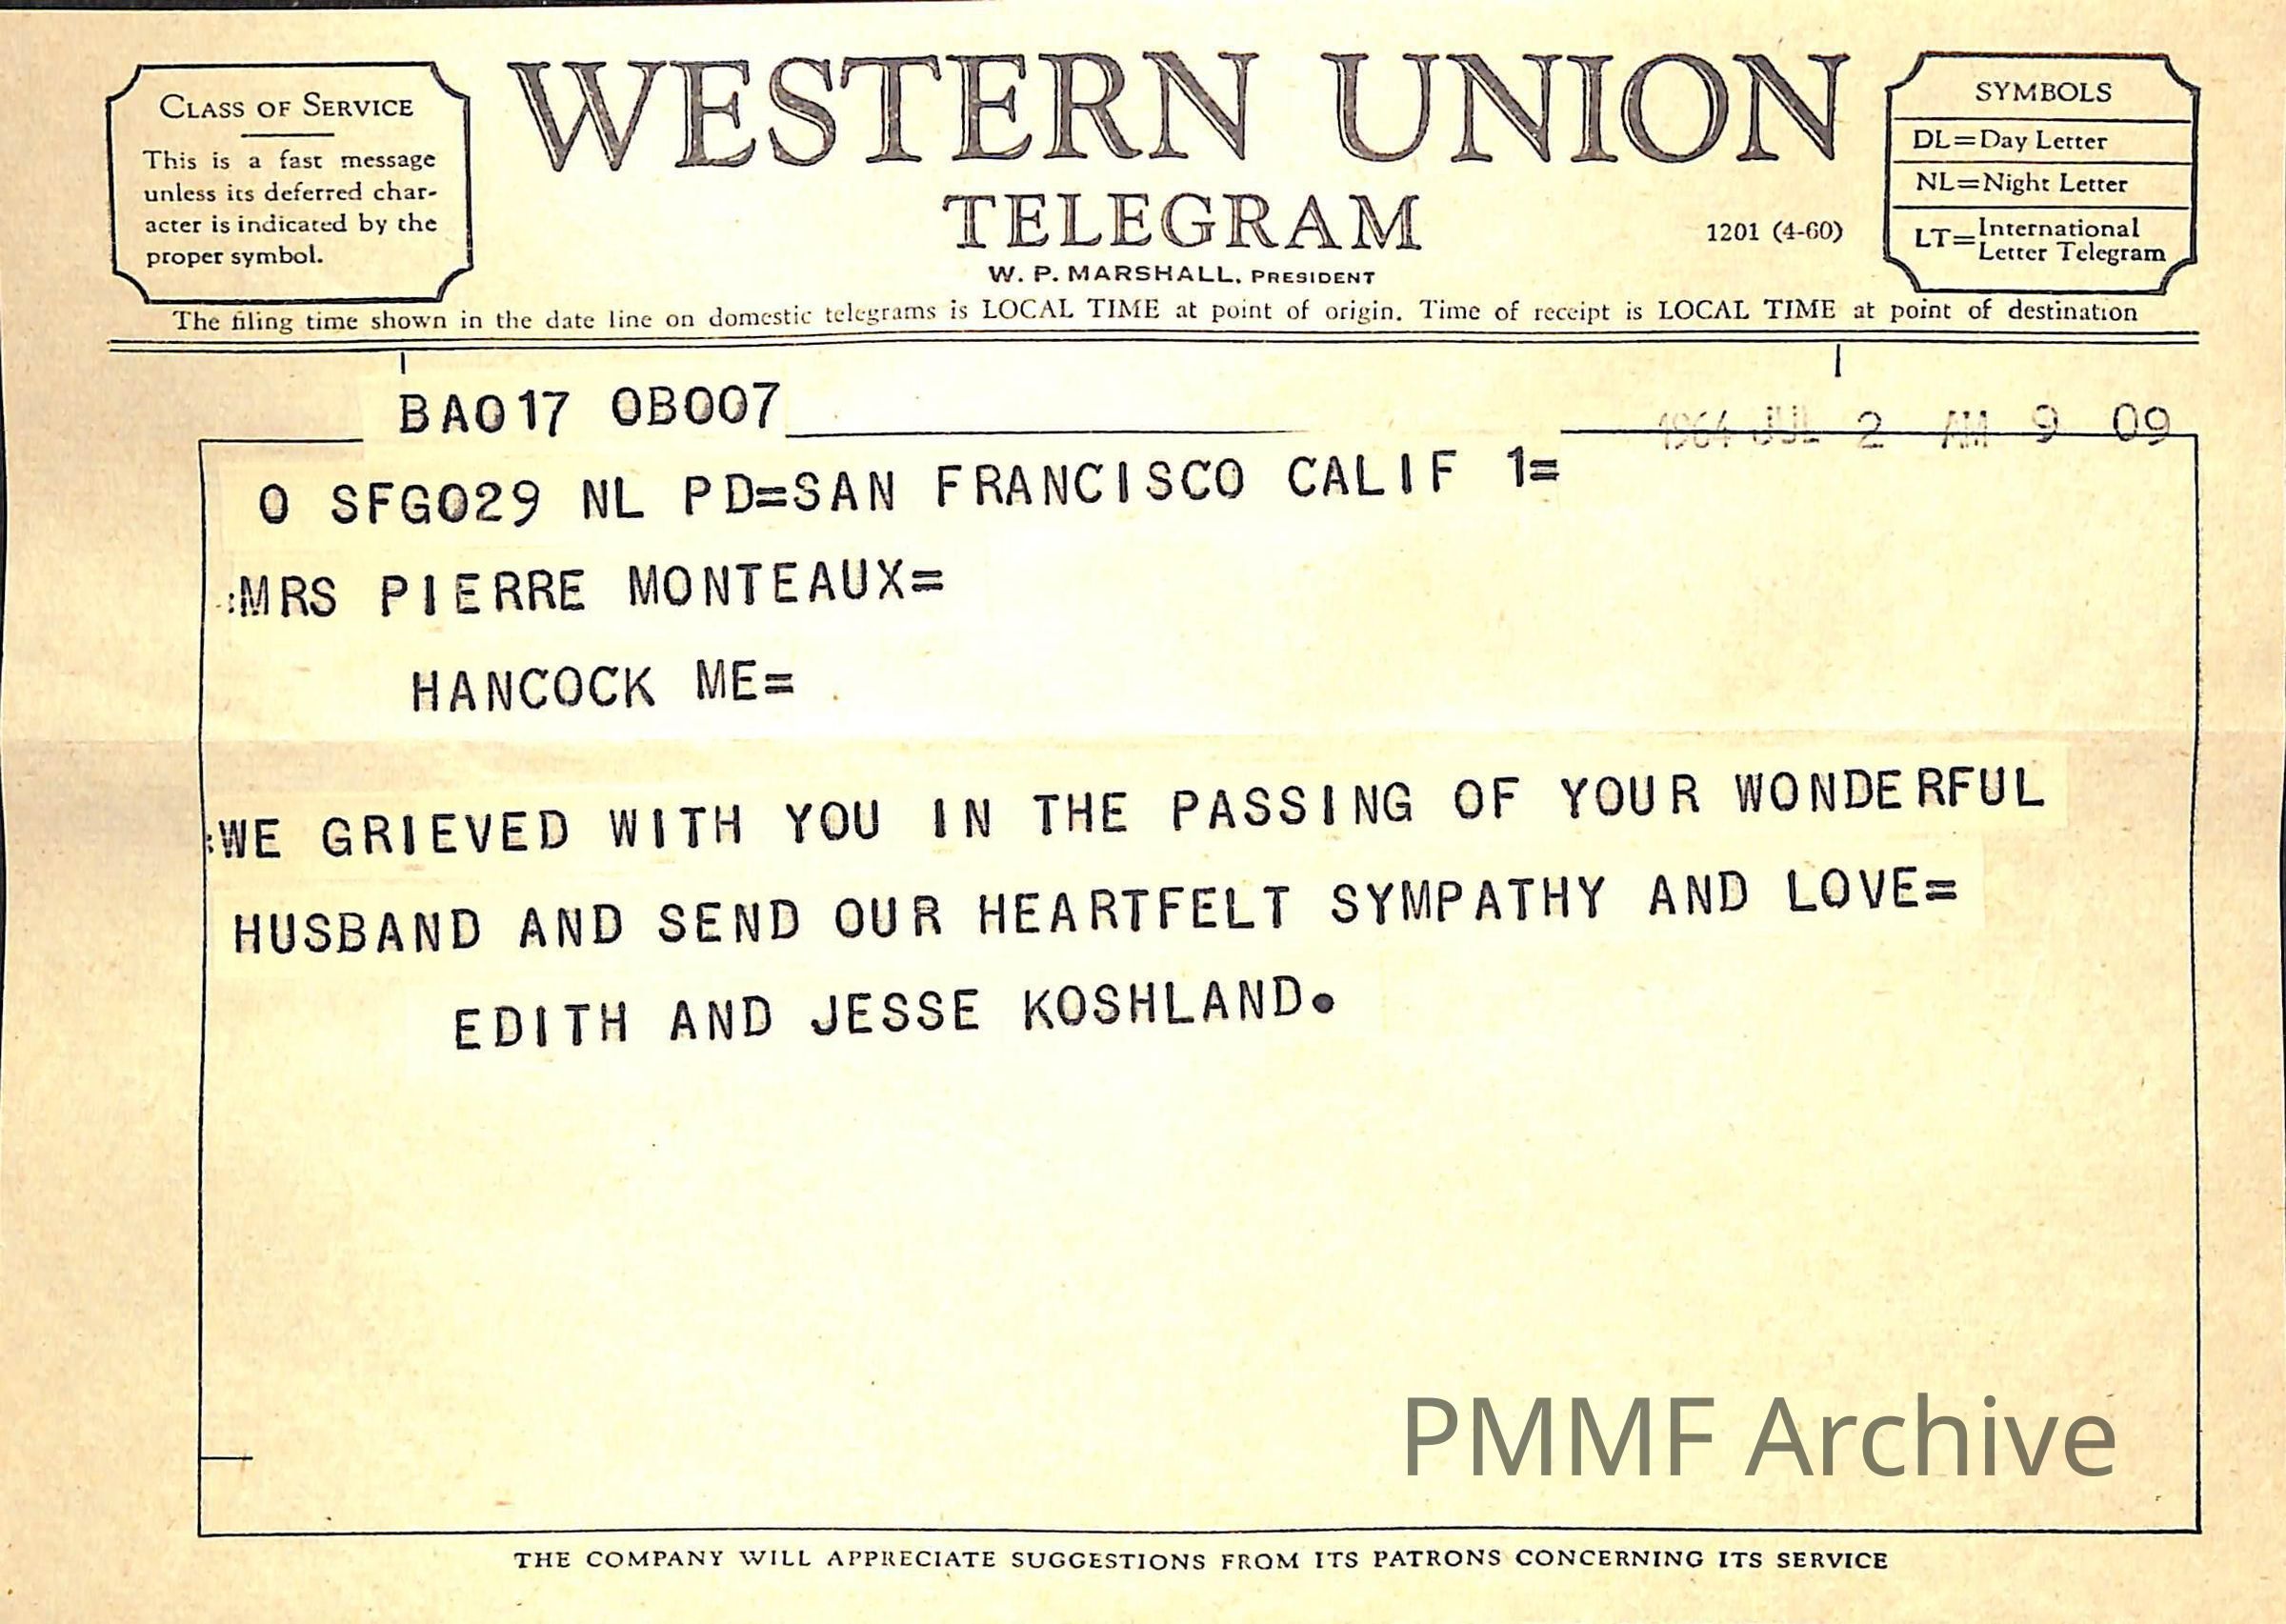 CLASS OF SERVICE
This is a fast message
unless its deferred char-
acter is indicated by the
proper symbol.
WESTERN UNION
TELEGRAM
W. P. MARSHALL, PRESIDENT
1201 (4-60)
SYMBOLS
DL=Day Letter
NL=Night Letter
LT=International Letter Telegram
The filing time shown in the date line on domestic telegrams is LOCAL TIME at point of origin. Time of receipt is LOCAL TIME at point of destination
BA017 OB007
1964 JUL 2 AM 9 09
O SFG029 NL PD=SAN FRANCISCO CALIF 1=
:MRS PIERRE MONTEAUX=
HANCOCK ME=
:WE GRIEVED WITH YOU IN THE PASSING OF YOUR WONDERFUL
HUSBAND AND SEND OUR HEARTFELT SYMPATHY AND LOVE=
EDITH AND JESSE KOSHLAND.
PMMF Archive
THE COMPANY WILL APPRECIATE SUGGESTIONS FROM ITS PATRONS CONCERNING ITS SERVICE